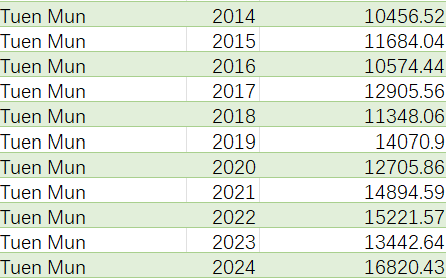 Tuen Mun 2014 10456.52
Tuen Mun 2015 11684.04
Tuen Mun 2016 10574.44
Tuen Mun 2017 12905.56
Tuen Mun 2018 11348.06
Tuen Mun 2019 14070.9
Tuen Mun 2020 12705.86
Tuen Mun 2021 14894.59
Tuen Mun 2022 15221.57
Tuen Mun 2023 13442.64
Tuen Mun 2024 16820.43